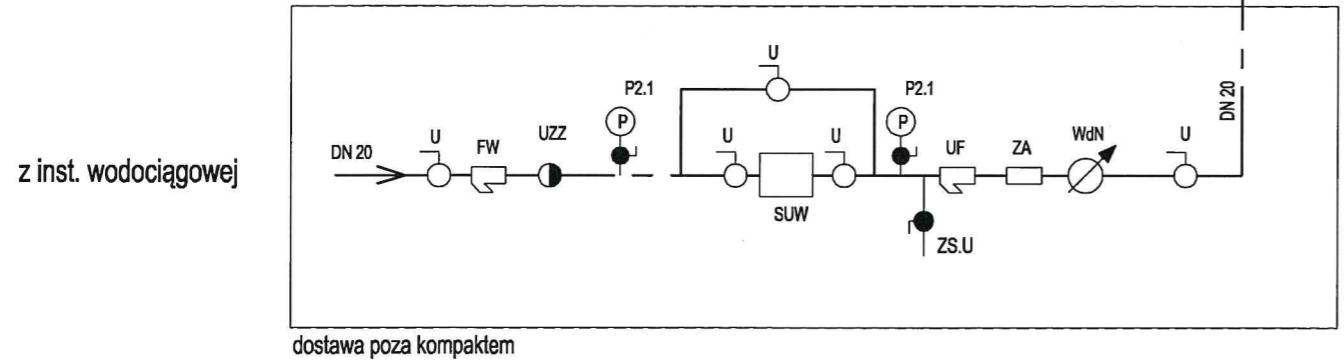 z inst. wodociągowej
DN 20
U
FW
UZZ
P2.1
P
U
U
SUW
U
P2.1
P
ZS.U
UF
ZA
WdN
U
DN 20
dostawa poza kompaktem